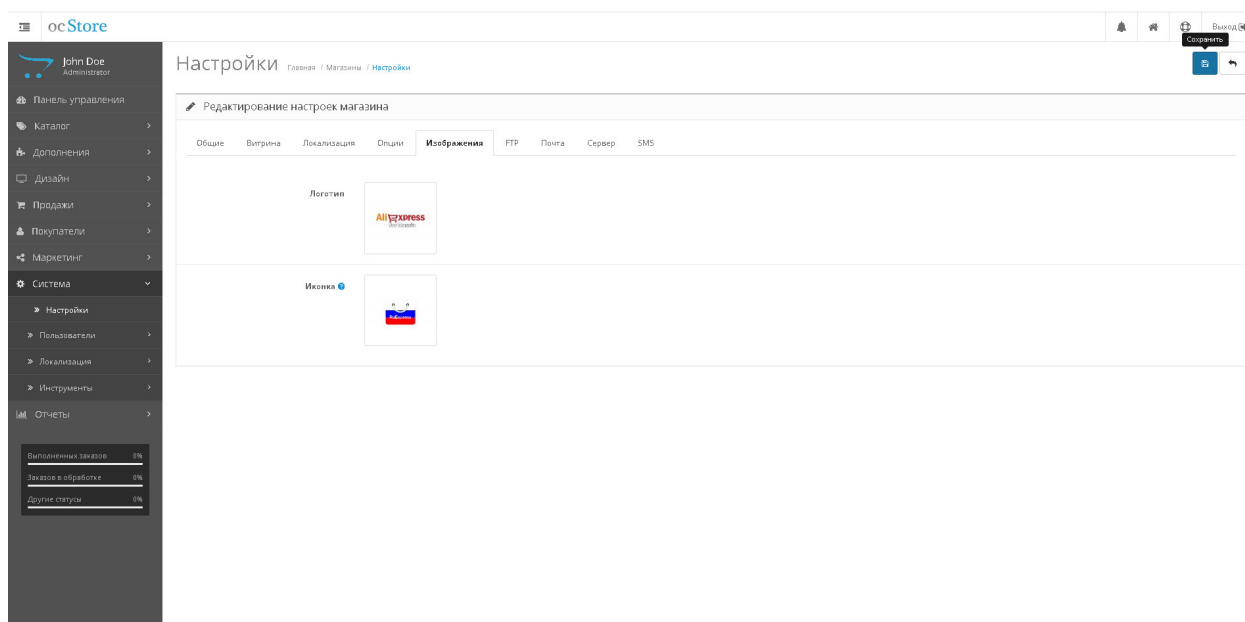 ocStore
Выход
Сохранить
John Doe
Administrator
Настройки
Главная / Магазины / Настройки
Панель управления
Каталог
Дополнения
Дизайн
Продажи
Покупатели
Маркетинг
Система
Настройки
Пользователи
Локализация
Инструменты
Отчеты
Выполненных заказов 0%
Заказов в обработке 0%
Другие статусы 0%
Редактирование настроек магазина
Общие Витрина Локализация Опции Изображения FTP Почта Сервер SMS
Логотип
AliExpress
Иконка